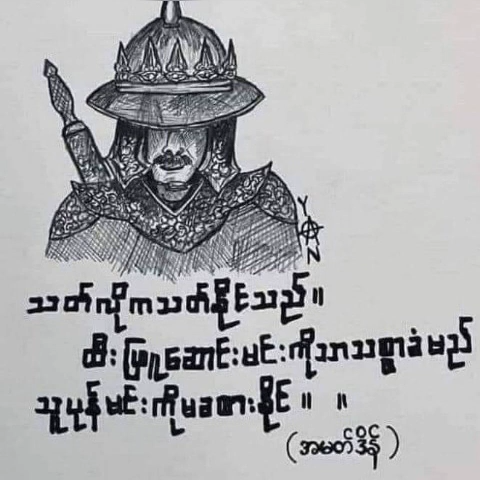 YAN
သတ်လိုကသတ်နိုင်သည်။
ထီးဖြူဆောင်းမင်းကိုသာသစ္စာခံမည်
သူပုန်မင်းကိုမခစားနိုင်။ ။
(အမတ်ဒိန်)